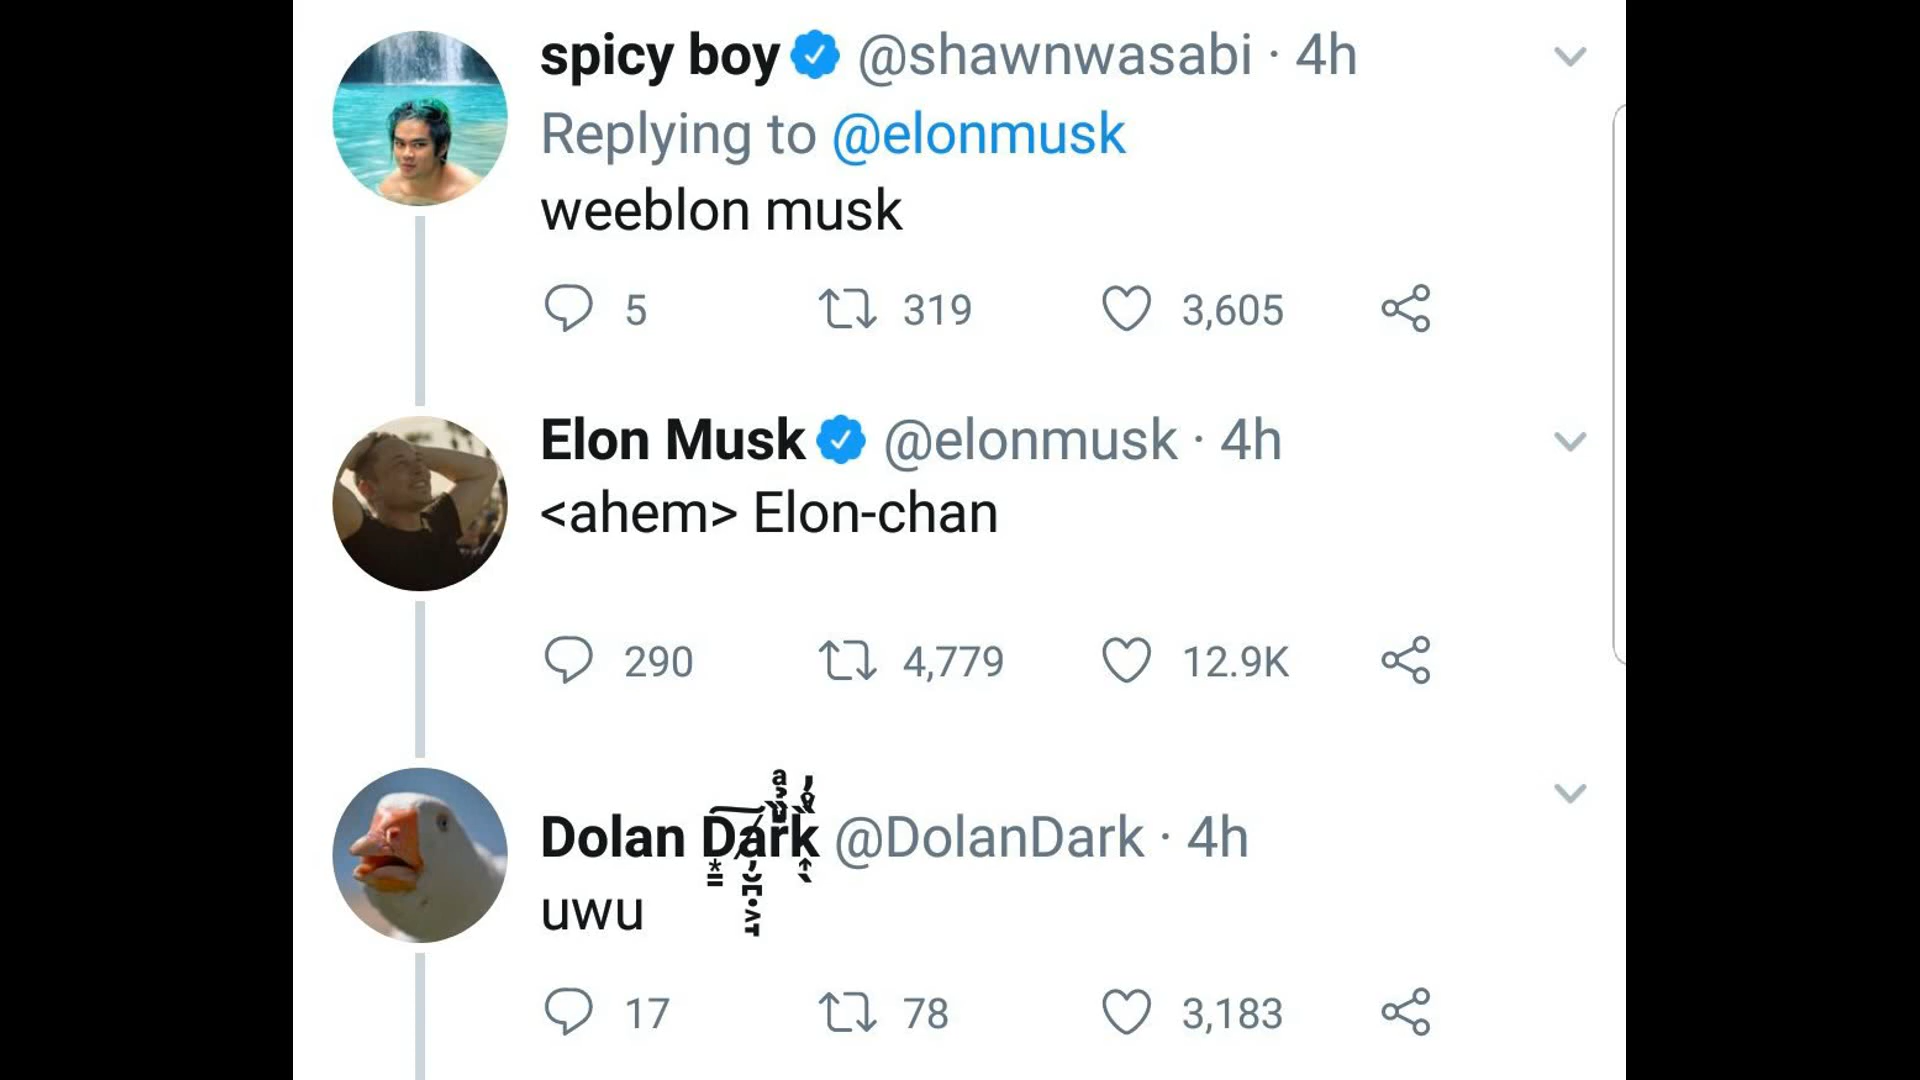 spicy boy @shawnwasabi · 4h
Replying to @elonmusk
weeblon musk
5 319 3,605
Elon Musk @elonmusk · 4h
<ahem> Elon-chan
290 4,779 12.9K
Dolan Dark @DolanDark · 4h
uwu
17 78 3,183